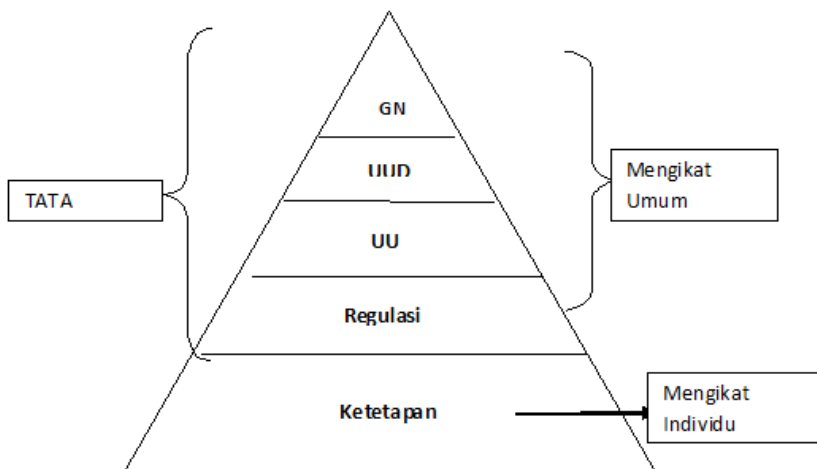 GN
UUD
TATA
Mengikat
Umum
UU
Regulasi
Ketetapan
Mengikat
Individu